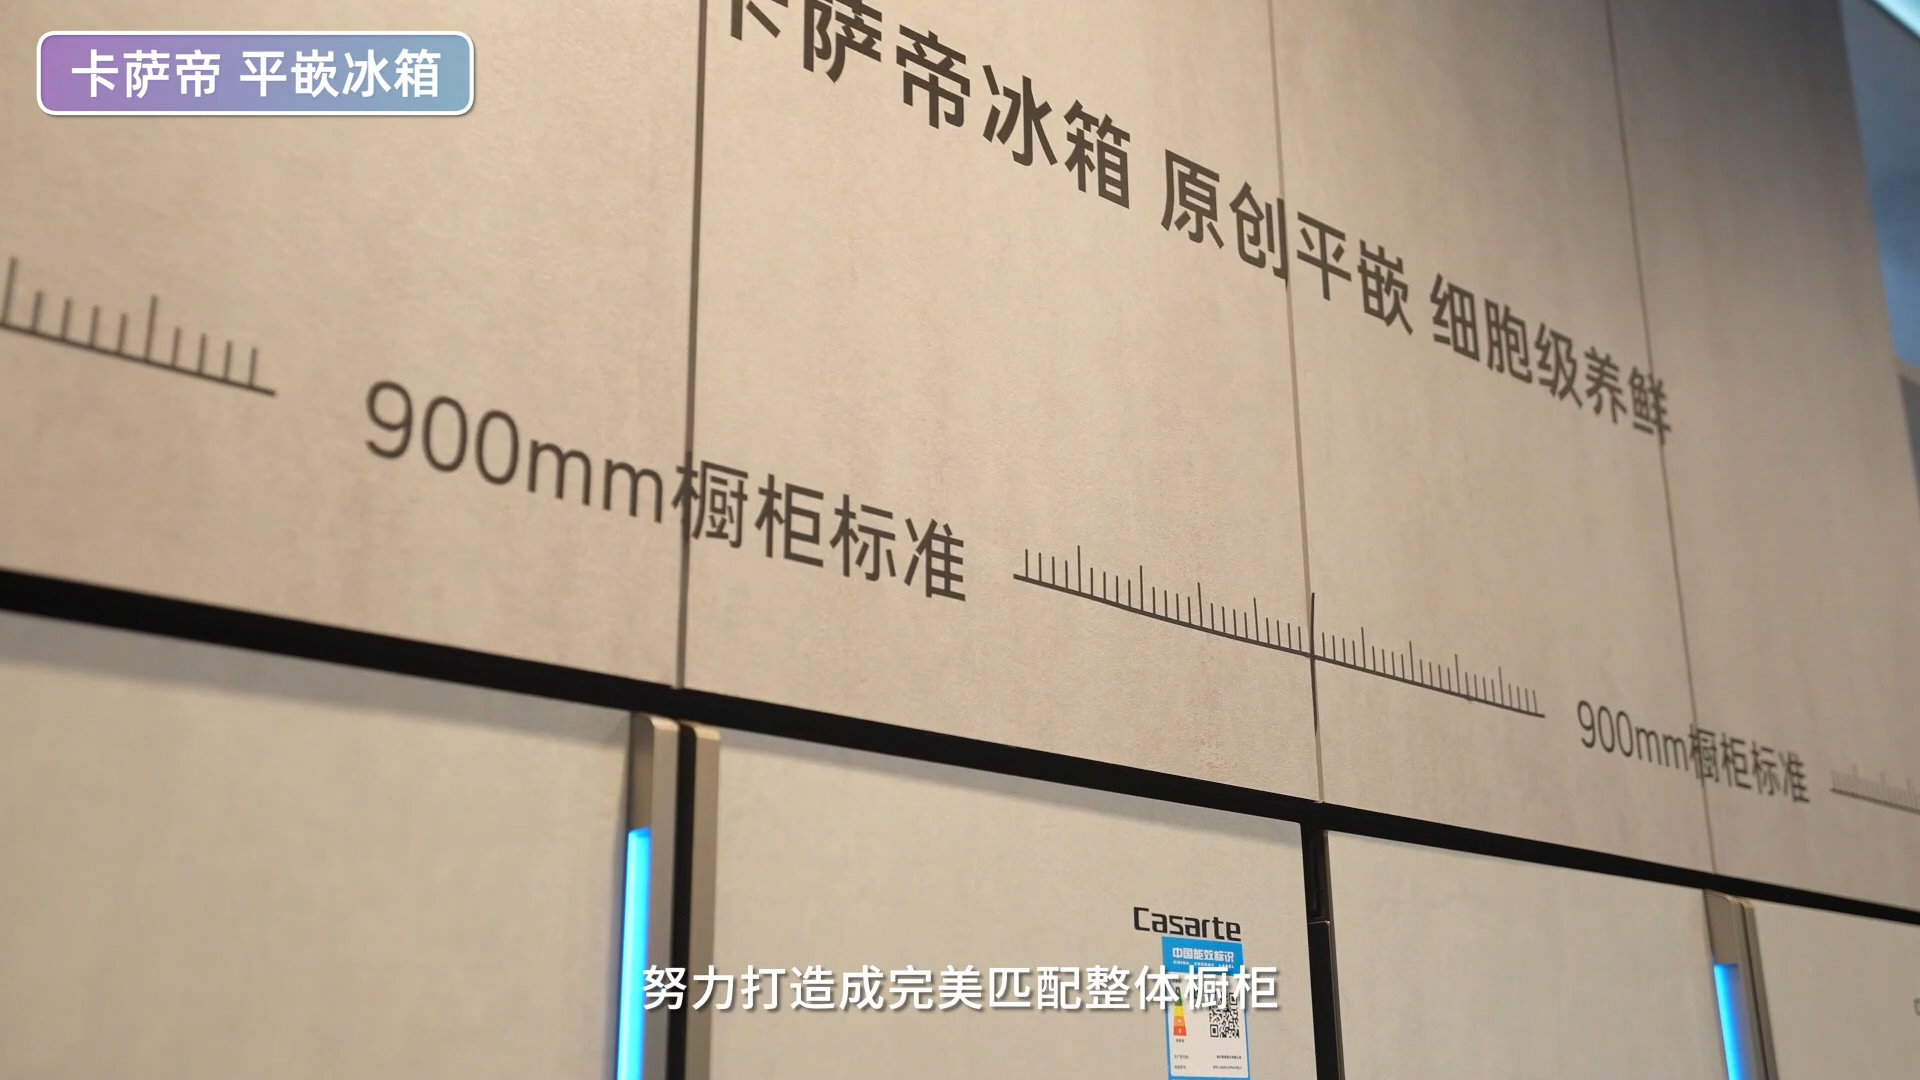 卡萨帝 平嵌冰箱
卡萨帝冰箱 原创平嵌 细胞级养鲜
900mm橱柜标准
900mm橱柜标准
Casarte
中国能效标识
努力打造成完美匹配整体橱柜